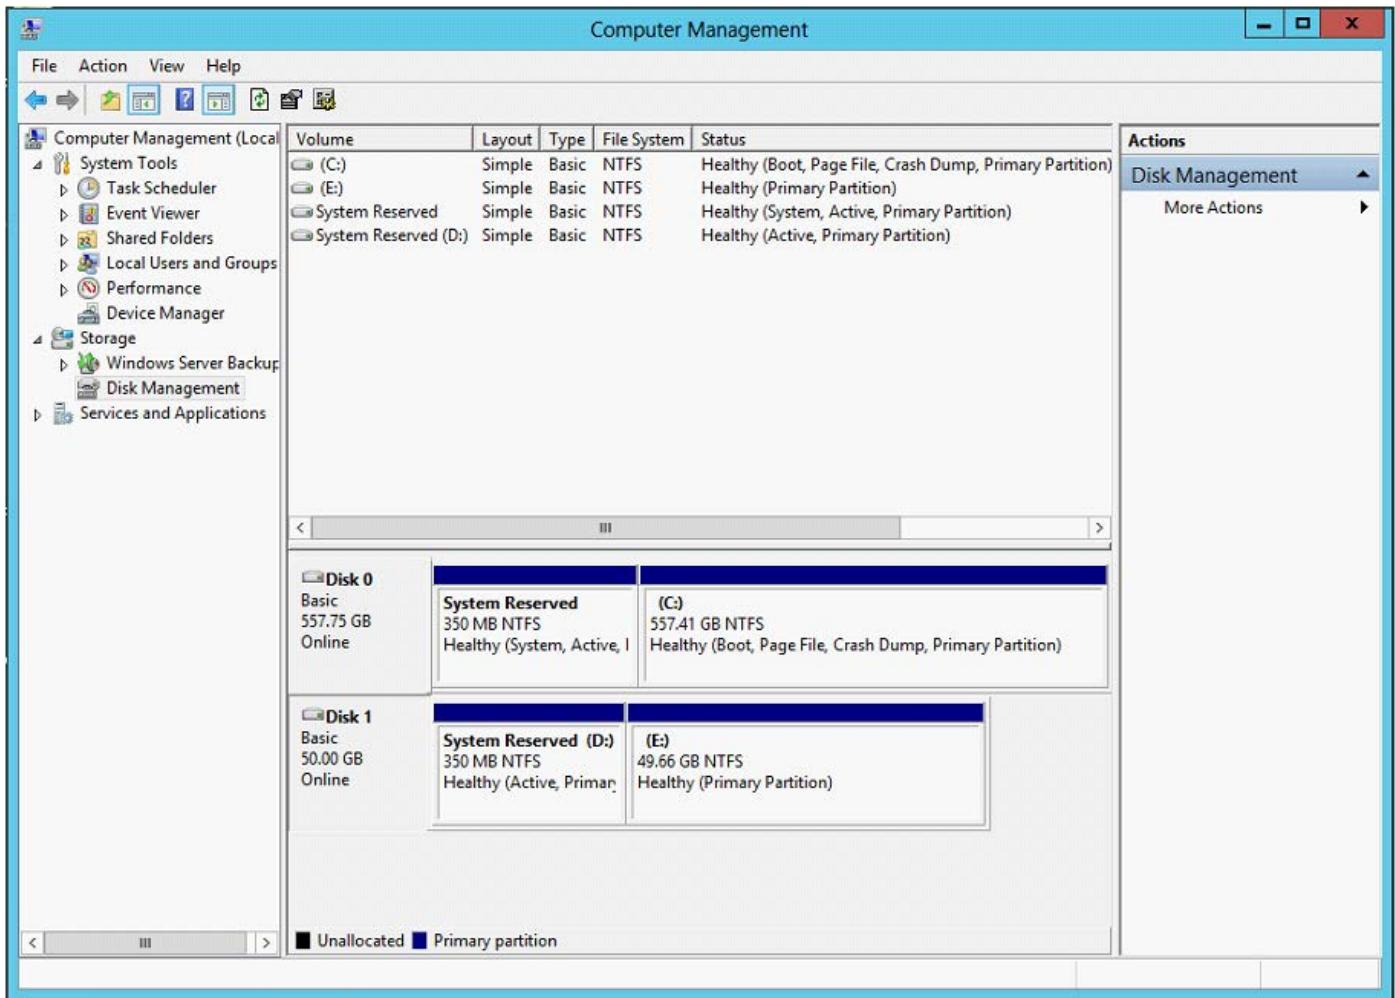 Computer Management
File Action View Help
Computer Management (Local
System Tools
Task Scheduler
Event Viewer
Shared Folders
Local Users and Groups
Performance
Device Manager
Storage
Windows Server Backup
Disk Management
Services and Applications
Volume Layout Type File System Status
(C:) Simple Basic NTFS Healthy (Boot, Page File, Crash Dump, Primary Partition)
(E:) Simple Basic NTFS Healthy (Primary Partition)
System Reserved Simple Basic NTFS Healthy (System, Active, Primary Partition)
System Reserved (D:) Simple Basic NTFS Healthy (Active, Primary Partition)
Disk 0
Basic
557.75 GB
Online
System Reserved
350 MB NTFS
Healthy (System, Active,
(C:)
557.41 GB NTFS
Healthy (Boot, Page File, Crash Dump, Primary Partition)
Disk 1
Basic
50.00 GB
Online
System Reserved (D:)
350 MB NTFS
Healthy (Active, Primar
(E:)
49.66 GB NTFS
Healthy (Primary Partition)
Unallocated Primary partition
Actions
Disk Management
More Actions